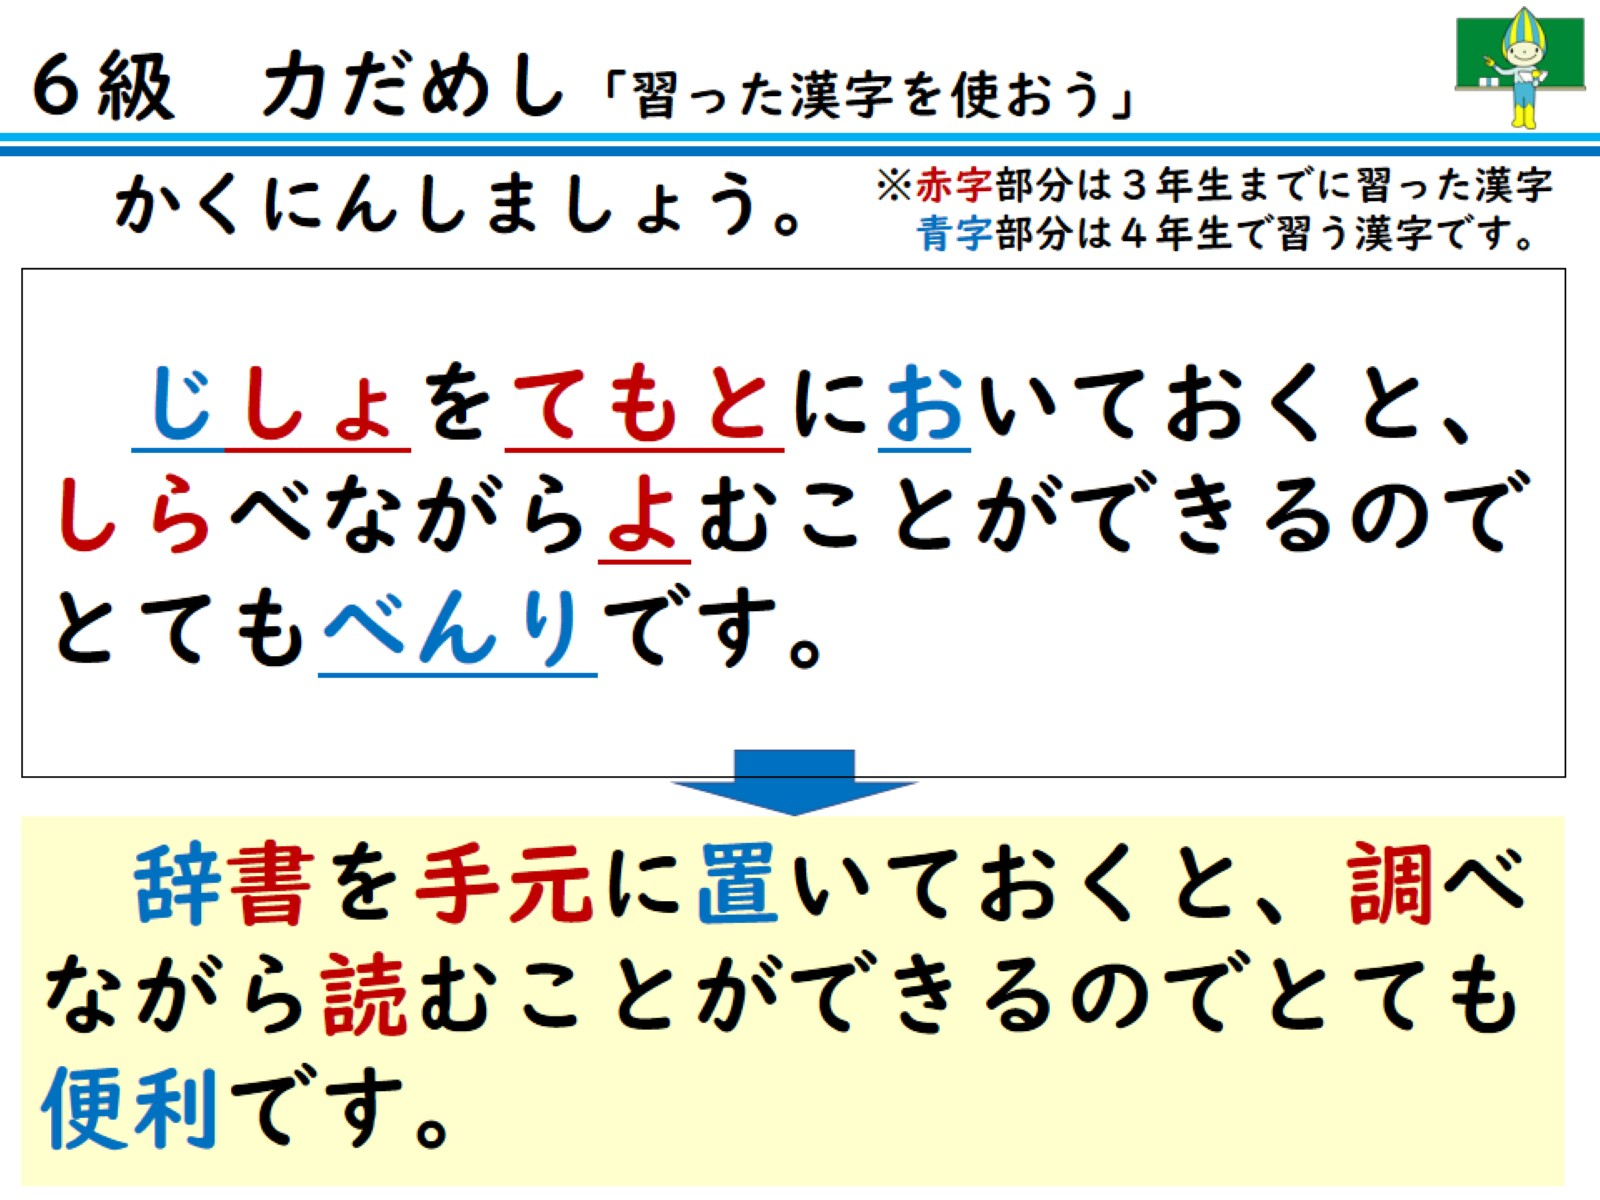 ６級　力だめし「習った漢字を使おう」
かくにんしましょう。
※赤字部分は３年生までに習った漢字
青字部分は４年生で習う漢字です。
じしょをてもとにおいておくと、
しらべながらよむことができるので
とてもべんりです。
辞書を手元に置いておくと、調べ
ながら読むことができるのでとても
便利です。